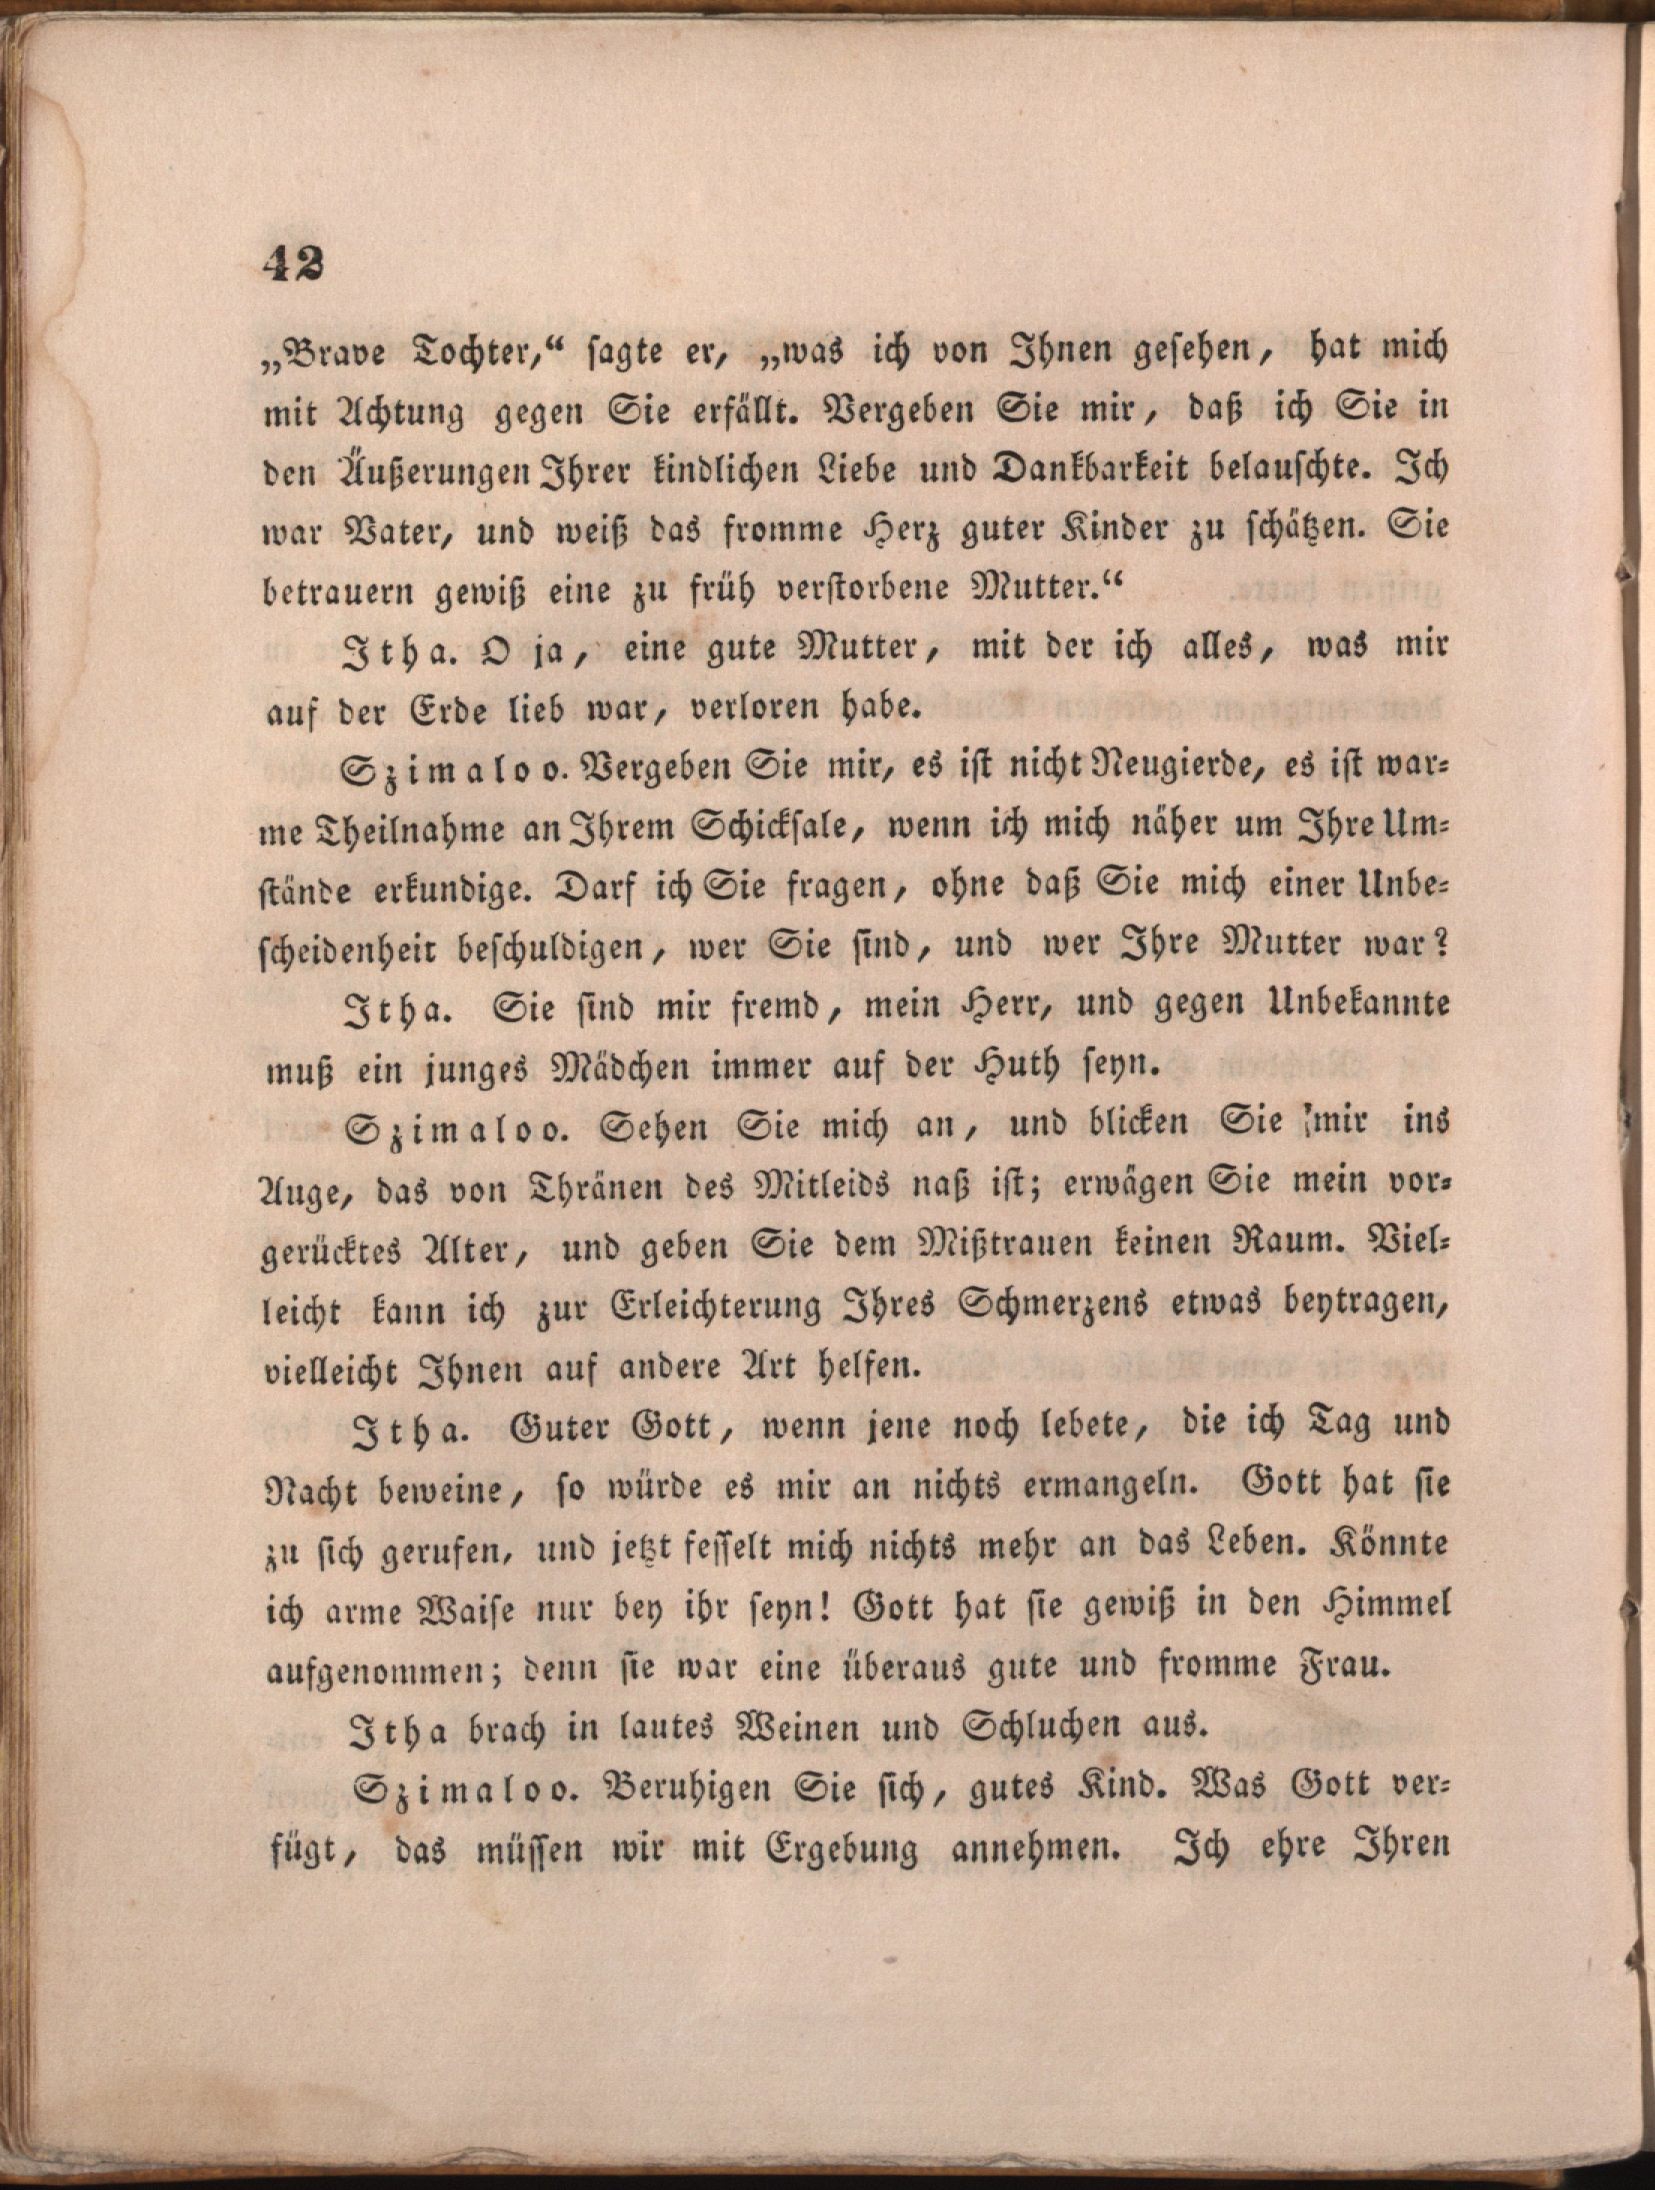 42
„Brave Tochter,“ sagte er, „was ich von Ihnen gesehen, hat mich
mit Achtung gegen Sie erfällt. Vergeben Sie mir, daß ich Sie in
den Äußerungen Ihrer kindlichen Liebe und Dankbarkeit belauschte. Ich
war Vater, und weiß das fromme Herz guter Kinder zu schätzen. Sie
betrauern gewiß eine zu früh verstorbene Mutter.“
Itha. O ja, eine gute Mutter, mit der ich alles, was mir
auf der Erde lieb war, verloren habe.
Szimaloo. Vergeben Sie mir, es ist nicht Neugierde, es ist war-
me Theilnahme an Ihrem Schicksale, wenn ich mich näher um Ihre Um-
stände erkundige. Darf ich Sie fragen, ohne daß Sie mich einer Unbe-
scheidenheit beschuldigen, wer Sie sind, und wer Ihre Mutter war?
Itha. Sie sind mir fremd, mein Herr, und gegen Unbekannte
muß ein junges Mädchen immer auf der Huth seyn.
Szimaloo. Sehen Sie mich an, und blicken Sie mir ins
Auge, das von Thränen des Mitleids naß ist; erwägen Sie mein vor-
gerücktes Alter, und geben Sie dem Mißtrauen keinen Raum. Viel-
leicht kann ich zur Erleichterung Ihres Schmerzens etwas beytragen,
vielleicht Ihnen auf andere Art helfen.
Itha. Guter Gott, wenn jene noch lebete, die ich Tag und
Nacht beweine, so würde es mir an nichts ermangeln. Gott hat sie
zu sich gerufen, und jetzt fesselt mich nichts mehr an das Leben. Könnte
ich arme Waise nur bey ihr seyn! Gott hat sie gewiß in den Himmel
aufgenommen; denn sie war eine überaus gute und fromme Frau.
Itha brach in lautes Weinen und Schluchen aus.
Szimaloo. Beruhigen Sie sich, gutes Kind. Was Gott ver-
fügt, das müssen wir mit Ergebung annehmen. Ich ehre Ihren